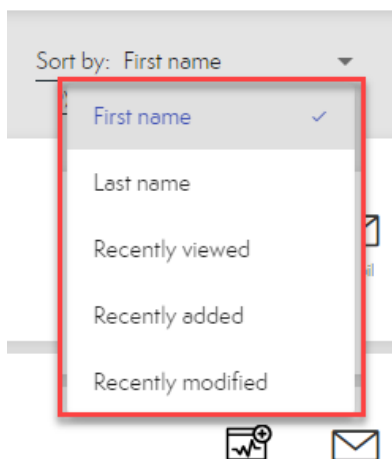 Sort by: First name
First name
Last name
Recently viewed
Recently added
Recently modified